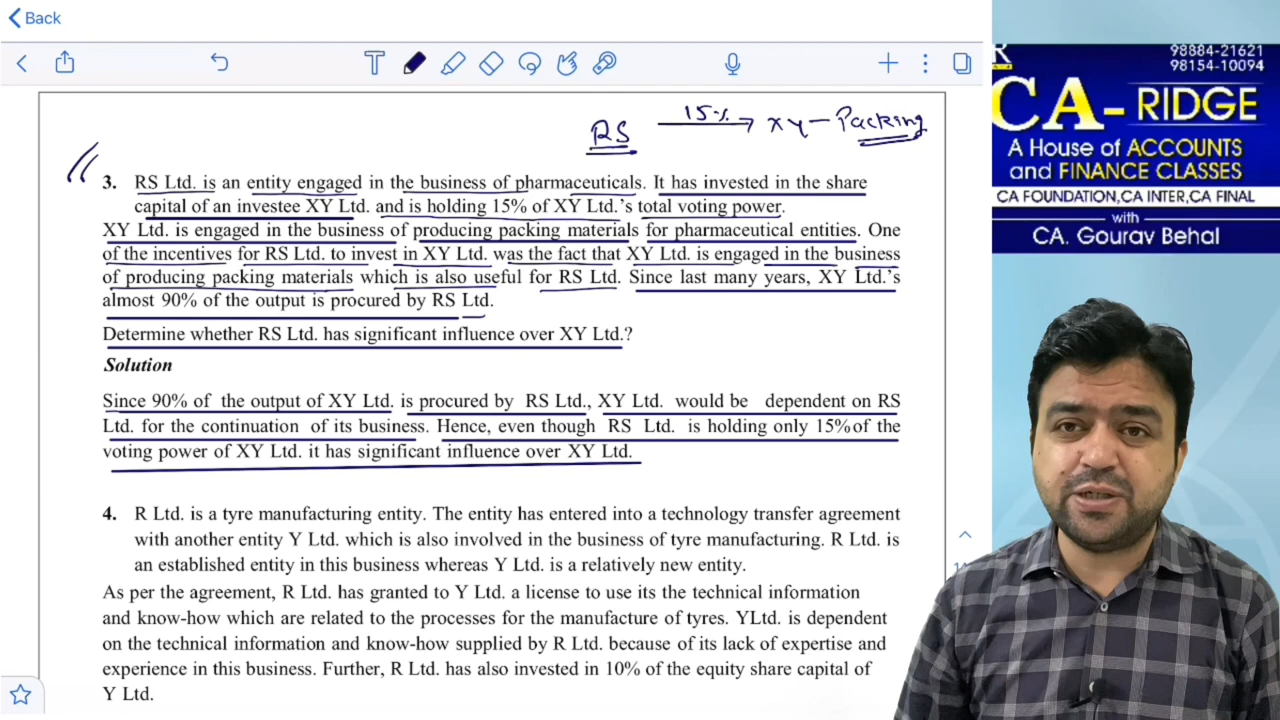 Back
98884-21621
98154-10094
R
CA- RIDGE
A House of ACCOUNTS
and FINANCE CLASSES
CA FOUNDATION,CA INTER,CA FINAL
with
CA. Gourav Behal
RS 15% xy - Packing
3. RS Ltd. is an entity engaged in the business of pharmaceuticals. It has invested in the share
capital of an investee XY Ltd. and is holding 15% of XY Ltd.'s total voting power.
XY Ltd. is engaged in the business of producing packing materials for pharmaceutical entities. One
of the incentives for RS Ltd. to invest in XY Ltd. was the fact that XY Ltd. is engaged in the business
of producing packing materials which is also useful for RS Ltd. Since last many years, XY Ltd.'s
almost 90% of the output is procured by RS Ltd.
Determine whether RS Ltd. has significant influence over XY Ltd.?
Solution
Since 90% of the output of XY Ltd. is procured by RS Ltd., XY Ltd. would be dependent on RS
Ltd. for the continuation of its business. Hence, even though RS Ltd. is holding only 15%of the
voting power of XY Ltd. it has significant influence over XY Ltd.
4. R Ltd. is a tyre manufacturing entity. The entity has entered into a technology transfer agreement
with another entity Y Ltd. which is also involved in the business of tyre manufacturing. R Ltd. is
an established entity in this business whereas Y Ltd. is a relatively new entity.
As per the agreement, R Ltd. has granted to Y Ltd. a license to use its the technical information
and know-how which are related to the processes for the manufacture of tyres. YLtd. is dependent
on the technical information and know-how supplied by R Ltd. because of its lack of expertise and
experience in this business. Further, R Ltd. has also invested in 10% of the equity share capital of
Y Ltd.